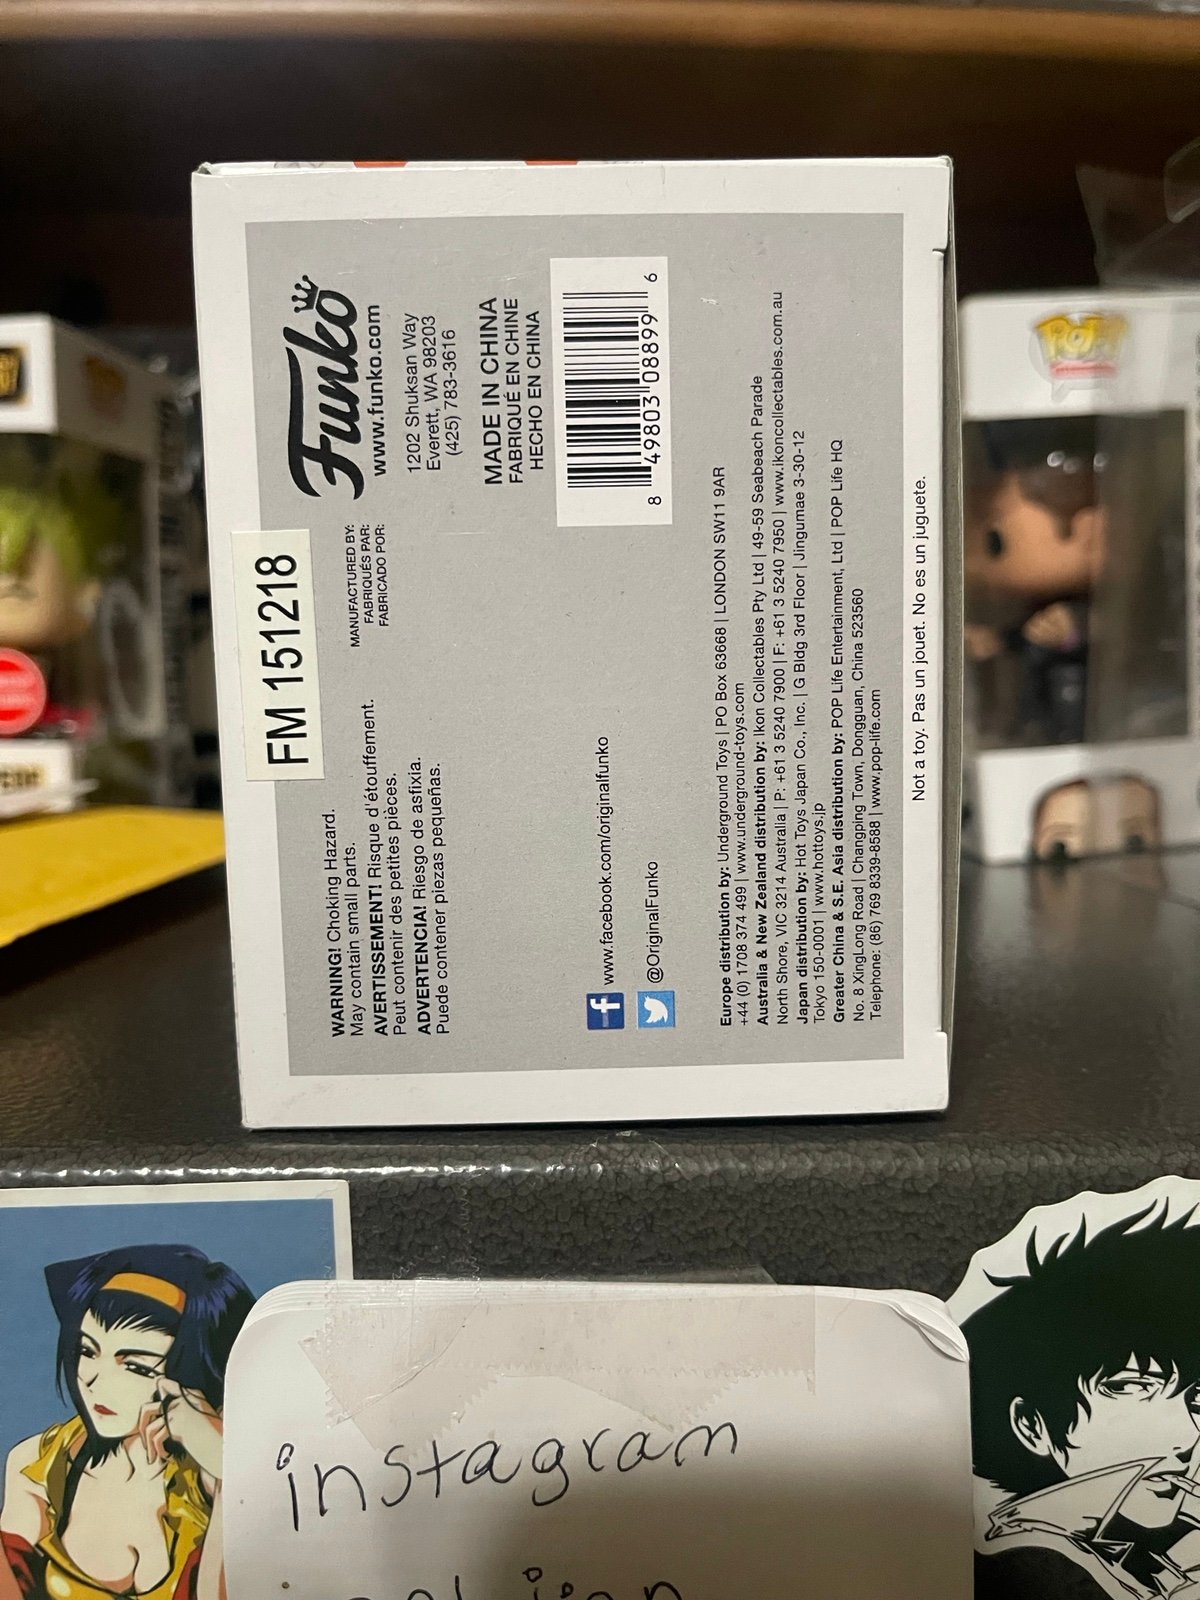 FM 151218
WARNING! Choking Hazard.
May contain small parts.
AVERTISSEMENT! Risque d'étouffement.
Peut contenir des petites pièces.
ADVERTENCIA! Riesgo de asfixia.
Puede contener piezas pequeñas.
MANUFACTURED BY:
FABRIQUÉS PAR:
FABRICADO POR:
Funko
www.funko.com
1202 Shuksan Way
Everett, WA 98203
(425) 783-3616
MADE IN CHINA
FABRIQUÉ EN CHINE
HECHO EN CHINA
8 49803 08899 6
f www.facebook.com/originalfunko
@OriginalFunko
Europe distribution by: Underground Toys | PO Box 63668 | LONDON SW11 9AR
+44 (0) 1708 374 499 | www.underground-toys.com
Australia & New Zealand distribution by: Ikon Collectables Pty Ltd | 49-59 Seabeach Parade
North Shore, VIC 3214 Australia | P: +61 3 5240 7900 | F: +61 3 5240 7950 | www.ikoncollectables.com.au
Japan distribution by: Hot Toys Japan Co., Inc. | G Bldg 3rd Floor | Jingumae 3-30-12
Tokyo 150-0001 | www.hottoys.jp
Greater China & S.E. Asia distribution by: POP Life Entertainment, Ltd | POP Life HQ
No. 8 XingLong Road | Changping Town, Dongguan, China 523560
Telephone: (86) 769 8339-8588 | www.pop-life.com
Not a toy. Pas un jouet. No es un juguete.
POP!
instagram